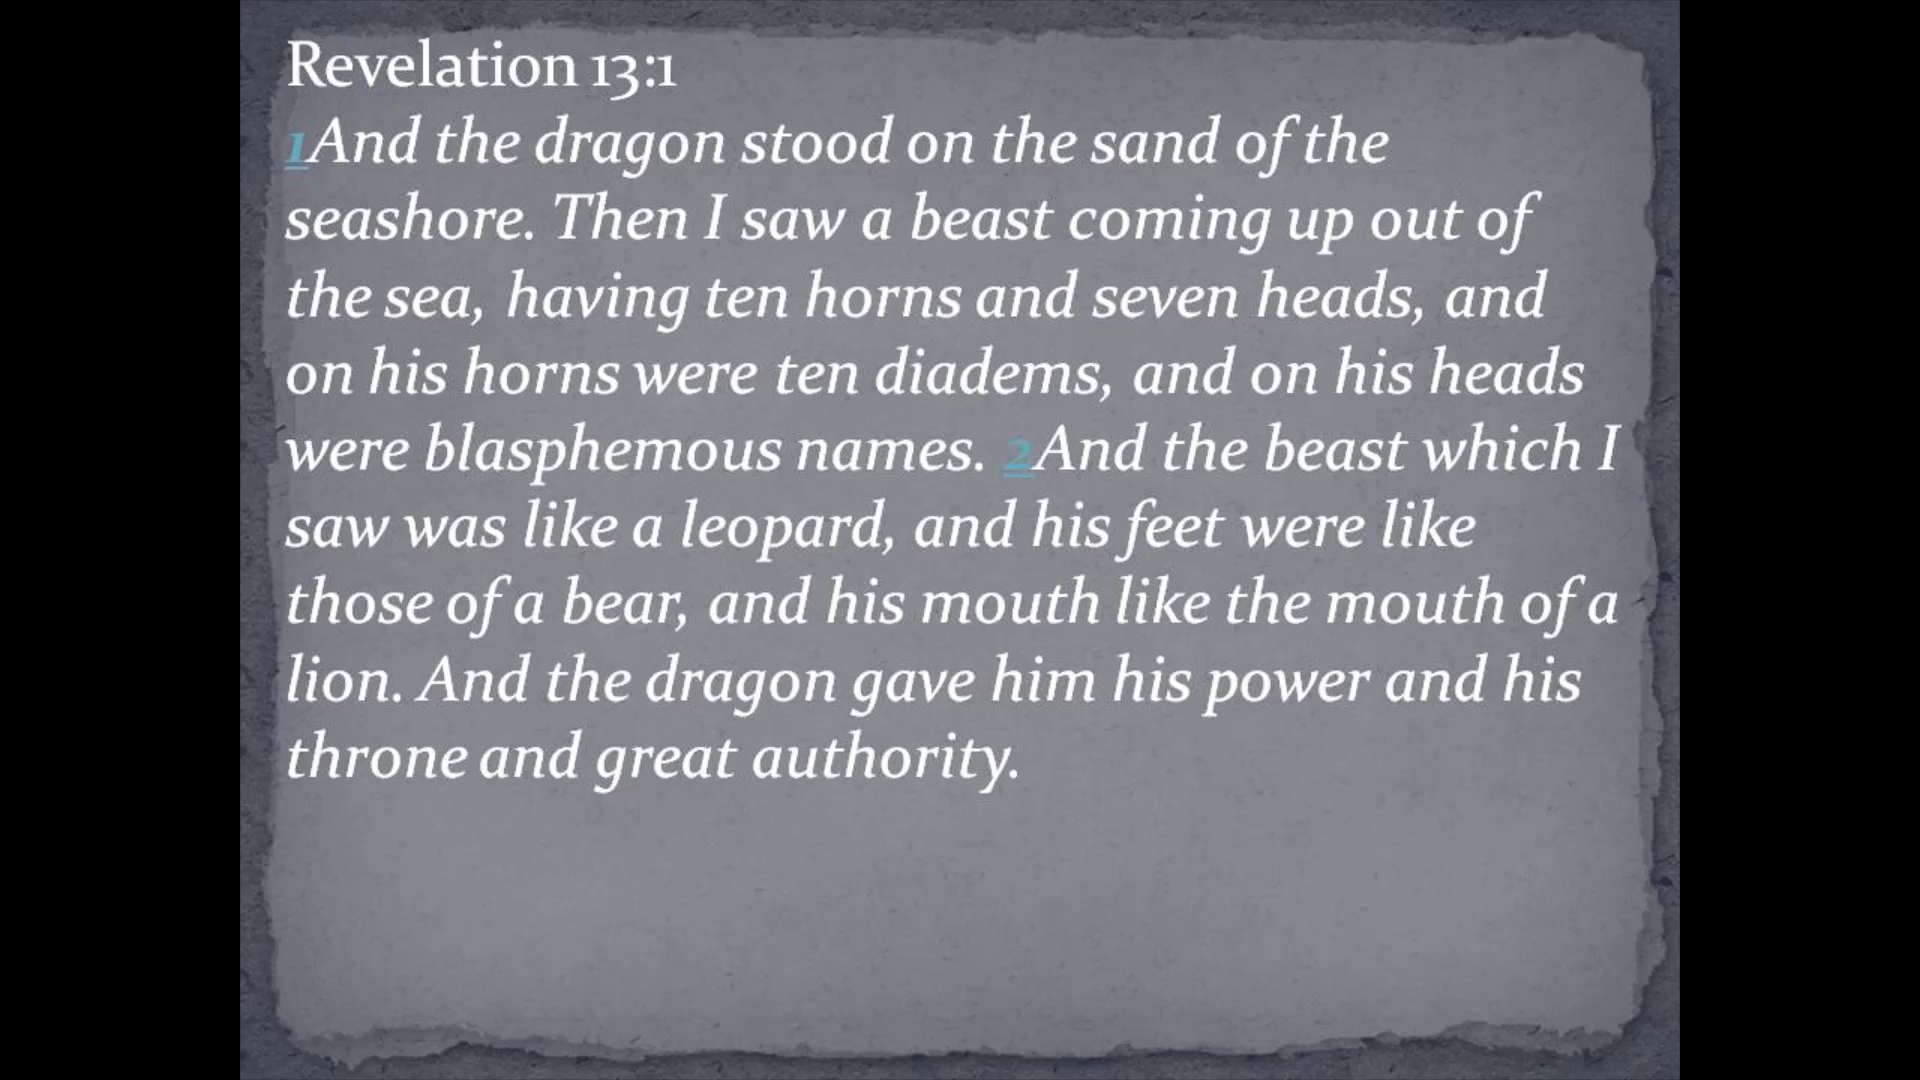 Revelation 13:1
1And the dragon stood on the sand of the
seashore. Then I saw a beast coming up out of
the sea, having ten horns and seven heads, and
on his horns were ten diadems, and on his heads
were blasphemous names. 2And the beast which I
saw was like a leopard, and his feet were like
those of a bear, and his mouth like the mouth of a
lion. And the dragon gave him his power and his
throne and great authority.